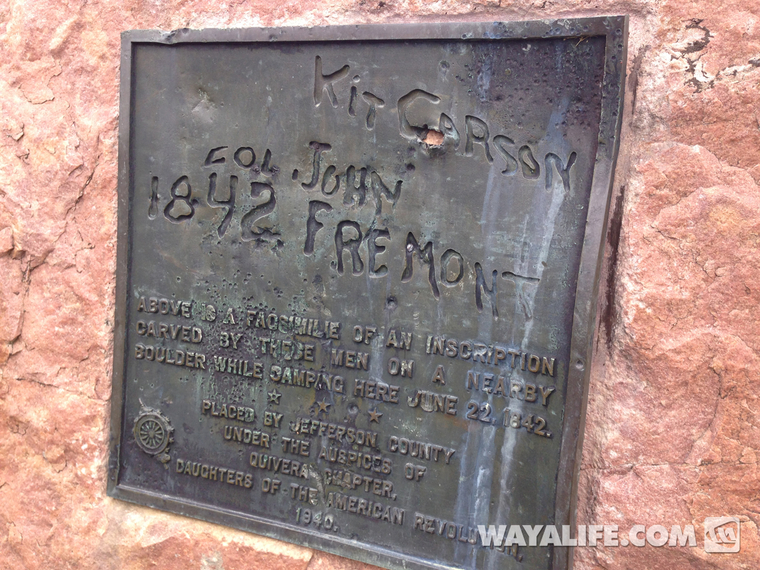 KiT CARSON
COL. JOHN
1842 FREMONT
ABOVE IS A FACSIMILIE OF AN INSCRIPTION
CARVED BY THESE MEN ON A NEARBY
BOULDER WHILE CAMPING HERE JUNE 22, 1842.
PLACED BY JEFFERSON COUNTY
UNDER THE AUSPICES OF
QUIVERA CHAPTER,
DAUGHTERS OF THE AMERICAN REVOLUTION,
1940.
WAYALIFE.COM